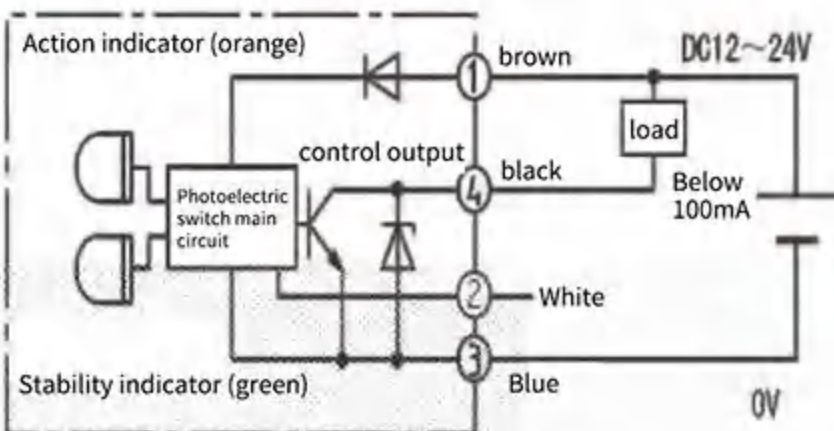 Action indicator (orange)
brown
DC12～24V
1
load
control output
black
4
Below
100mA
Photoelectric
switch main
circuit
2
White
3
Stability indicator (green)
Blue
0V